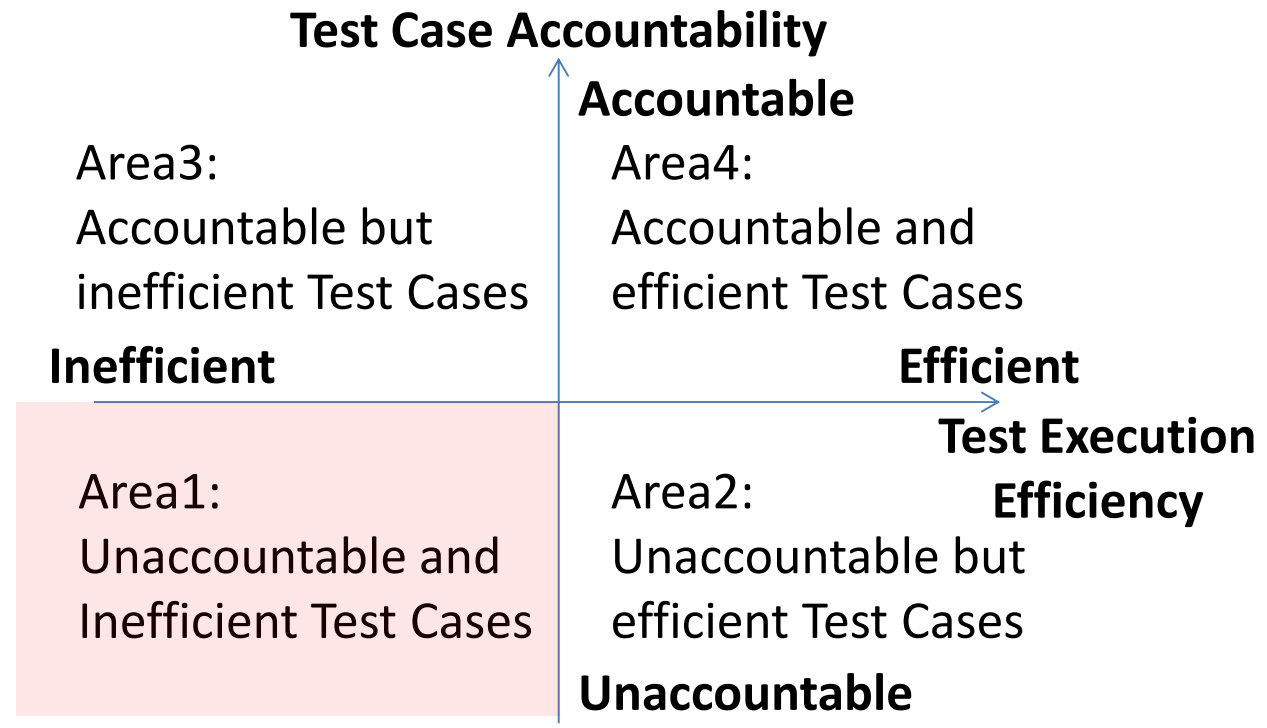 Test Case Accountability
Accountable
Area3:
Accountable but
inefficient Test Cases
Area4:
Accountable and
efficient Test Cases
Inefficient
Efficient
Test Execution
Efficiency
Area1:
Unaccountable and
Inefficient Test Cases
Area2:
Unaccountable but
efficient Test Cases
Unaccountable